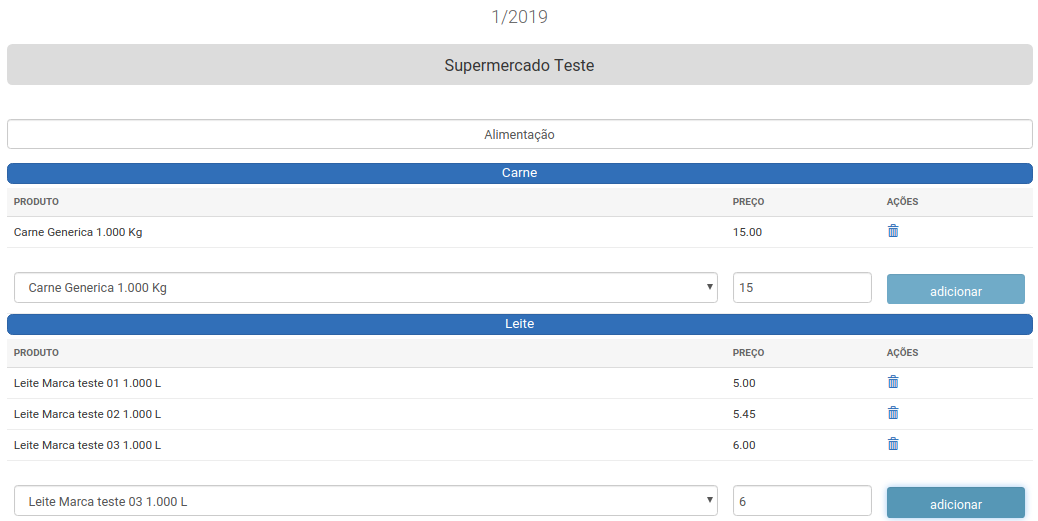 1/2019
Supermercado Teste
Alimentação
Carne
PRODUTO PREÇO AÇÕES
Carne Generica 1.000 Kg 15.00
Carne Generica 1.000 Kg 15 adicionar
Leite
PRODUTO PREÇO AÇÕES
Leite Marca teste 01 1.000 L 5.00
Leite Marca teste 02 1.000 L 5.45
Leite Marca teste 03 1.000 L 6.00
Leite Marca teste 03 1.000 L 6 adicionar